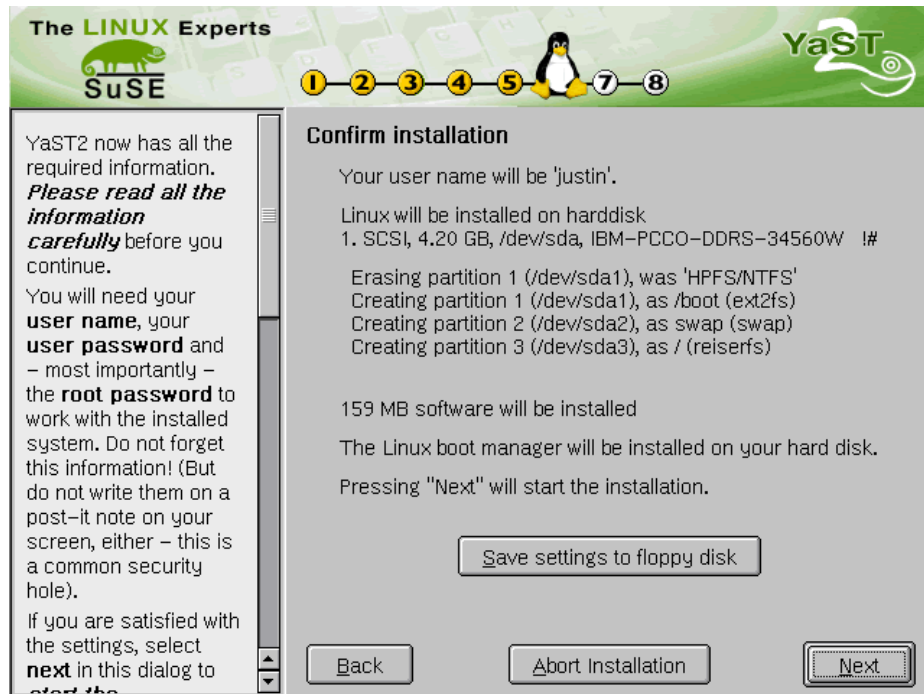 The LINUX Experts
SuSE
1 2 3 4 5 7 8
YaST
2
YaST2 now has all the
required information.
Please read all the
information
carefully before you
continue.
You will need your
user name, your
user password and
– most importantly –
the root password to
work with the installed
system. Do not forget
this information! (But
do not write them on a
post–it note on your
screen, either – this is
a common security
hole).
If you are satisfied with
the settings, select
next in this dialog to
start the
Confirm installation
Your user name will be 'justin'.
Linux will be installed on harddisk
1. SCSI, 4.20 GB, /dev/sda, IBM–PCCO–DDRS–34560W !#
Erasing partition 1 (/dev/sda1), was 'HPFS/NTFS'
Creating partition 1 (/dev/sda1), as /boot (ext2fs)
Creating partition 2 (/dev/sda2), as swap (swap)
Creating partition 3 (/dev/sda3), as / (reiserfs)
159 MB software will be installed
The Linux boot manager will be installed on your hard disk.
Pressing "Next" will start the installation.
Save settings to floppy disk
Back
Abort Installation
Next